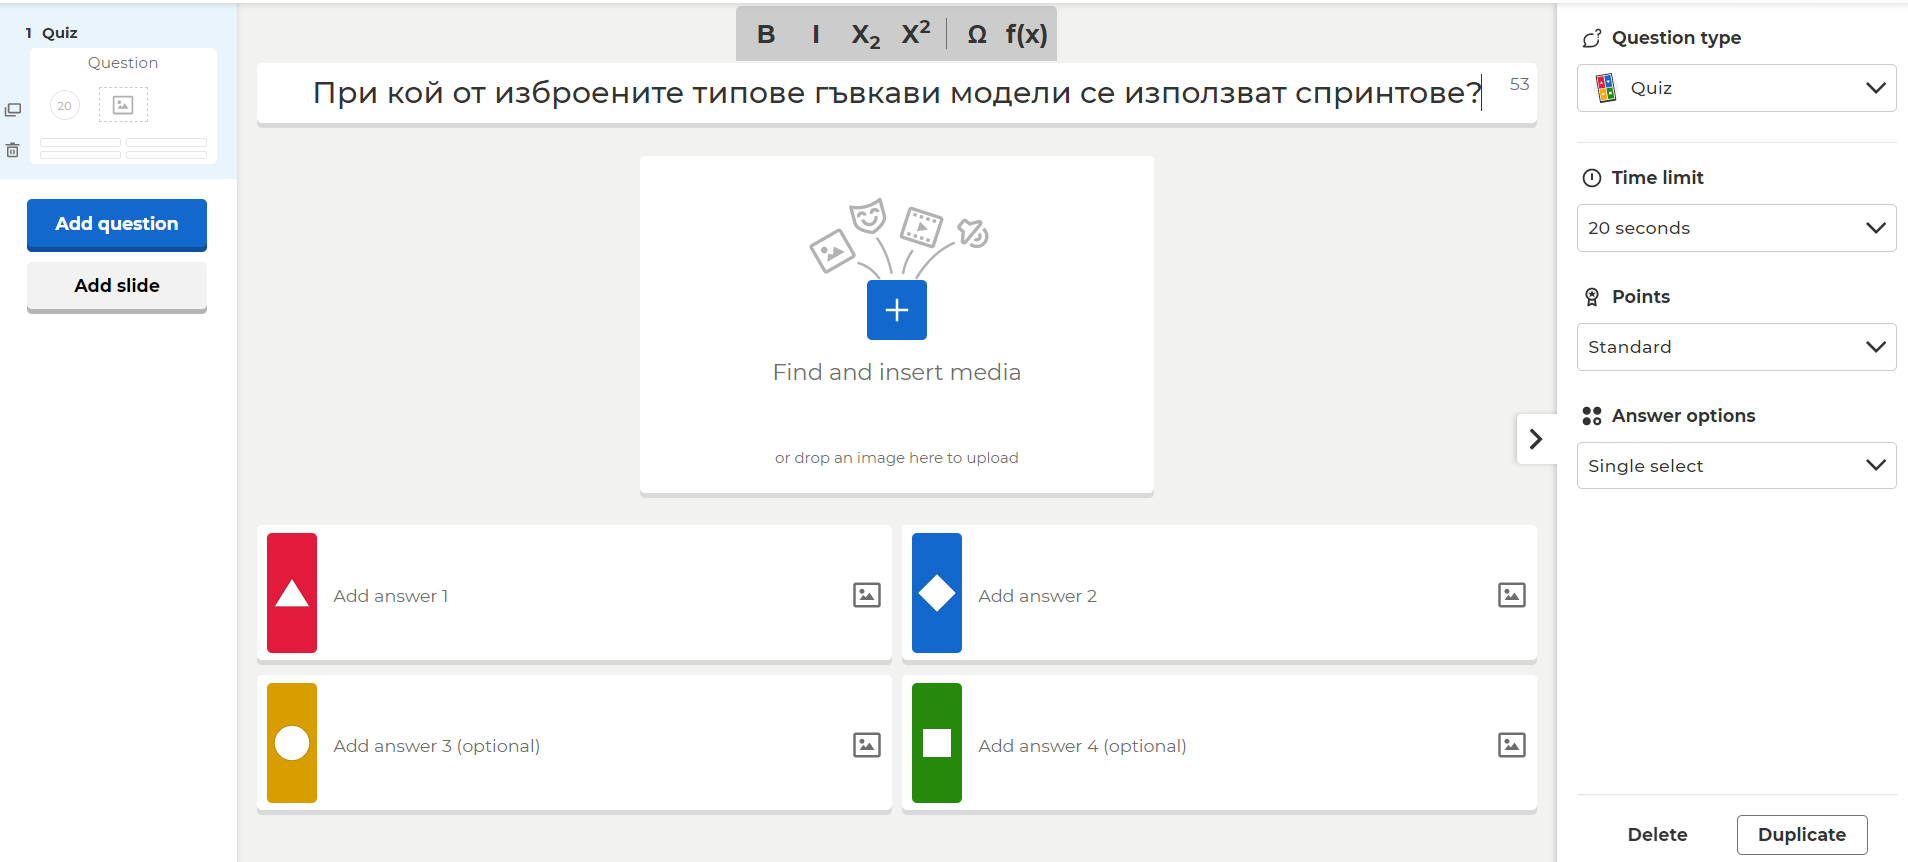 1 Quiz
Question
20
Add question
Add slide
B I X₂ X² Ω f(x)
При кой от изброените типове гъвкави модели се използват спринтове?
53
Find and insert media
or drop an image here to upload
Add answer 1
Add answer 2
Add answer 3 (optional)
Add answer 4 (optional)
Question type
Quiz
Time limit
20 seconds
Points
Standard
Answer options
Single select
Delete
Duplicate